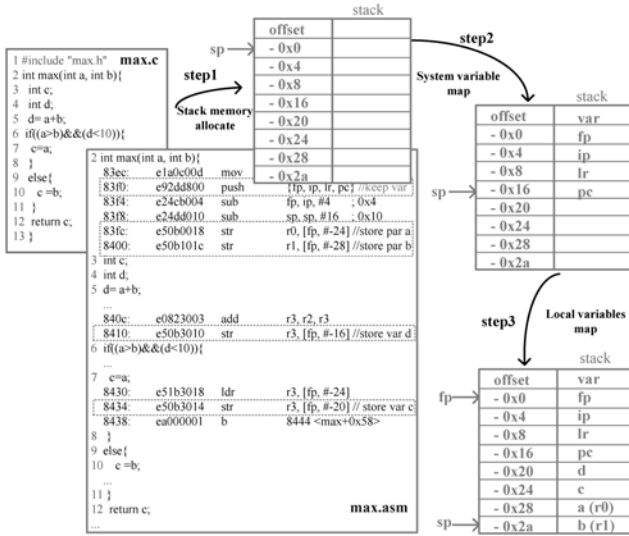 1 #include "max.h" max.c
2 int max(int a, int b){
3 int c;
4 int d;
5 d= a+b;
6 if((a>b)&&(d<10)){
7 c=a;
8 }
9 else{
10 c =b;
11 }
12 return c;
13 }
step1
Stack memory
allocate
stack
offset
sp
- 0x0
- 0x4
- 0x8
- 0x16
- 0x20
- 0x24
- 0x28
- 0x2a
step2
System variable
map
stack
offset var
- 0x0 fp
- 0x4 ip
- 0x8 lr
sp - 0x16 pc
- 0x20
- 0x24
- 0x28
- 0x2a
2 int max(int a, int b){
83ec: e1a0c00d mov
83f0: e92dd800 push {fp, ip, lr, pc} //keep var
83f4: e24cb004 sub fp, ip, #4 ; 0x4
83f8: e24dd010 sub sp, sp, #16 ; 0x10
83fc: e50b0018 str r0, [fp, #-24] //store par a
8400: e50b101c str r1, [fp, #-28] //store par b
3 int c;
4 int d;
5 d= a+b;
...
840c: e0823003 add r3, r2, r3
8410: e50b3010 str r3, [fp, #-16] //store var d
6 if((a>b)&&(d<10)){
...
7 c=a;
8430: e51b3018 ldr r3, [fp, #-24]
8434: e50b3014 str r3, [fp, #-20] // store var c
8438: ea000001 b 8444 <max+0x58>
8 }
9 else{
10 c =b;
...
11 }
12 return c;
...
max.asm
step3
Local variables
map
stack
offset var
fp - 0x0 fp
- 0x4 ip
- 0x8 lr
- 0x16 pc
- 0x20 d
- 0x24 c
- 0x28 a (r0)
sp - 0x2a b (r1)